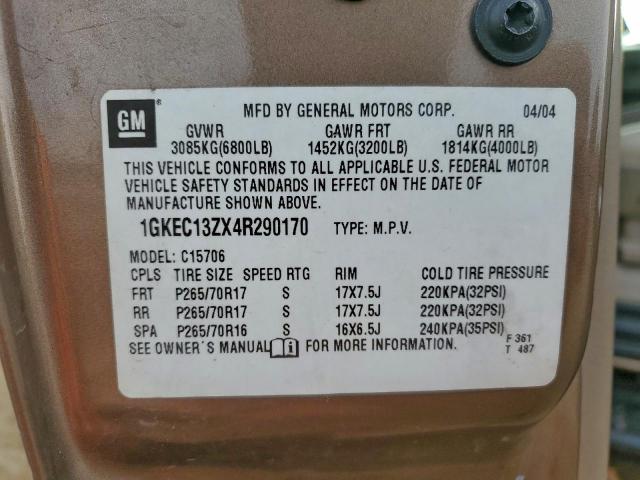 GM
MFD BY GENERAL MOTORS CORP. 04/04
GVWR GAWR FRT GAWR RR
3085KG(6800LB) 1452KG(3200LB) 1814KG(4000LB)
THIS VEHICLE CONFORMS TO ALL APPLICABLE U.S. FEDERAL MOTOR
VEHICLE SAFETY STANDARDS IN EFFECT ON THE DATE OF
MANUFACTURE SHOWN ABOVE.
1GKEC13ZX4R290170 TYPE: M.P.V.
MODEL: C15706
CPLS TIRE SIZE SPEED RTG RIM COLD TIRE PRESSURE
FRT P265/70R17 S 17X7.5J 220KPA(32PSI)
RR P265/70R17 S 17X7.5J 220KPA(32PSI)
SPA P265/70R16 S 16X6.5J 240KPA(35PSI)
SEE OWNER'S MANUAL i FOR MORE INFORMATION.
F 361
T 487